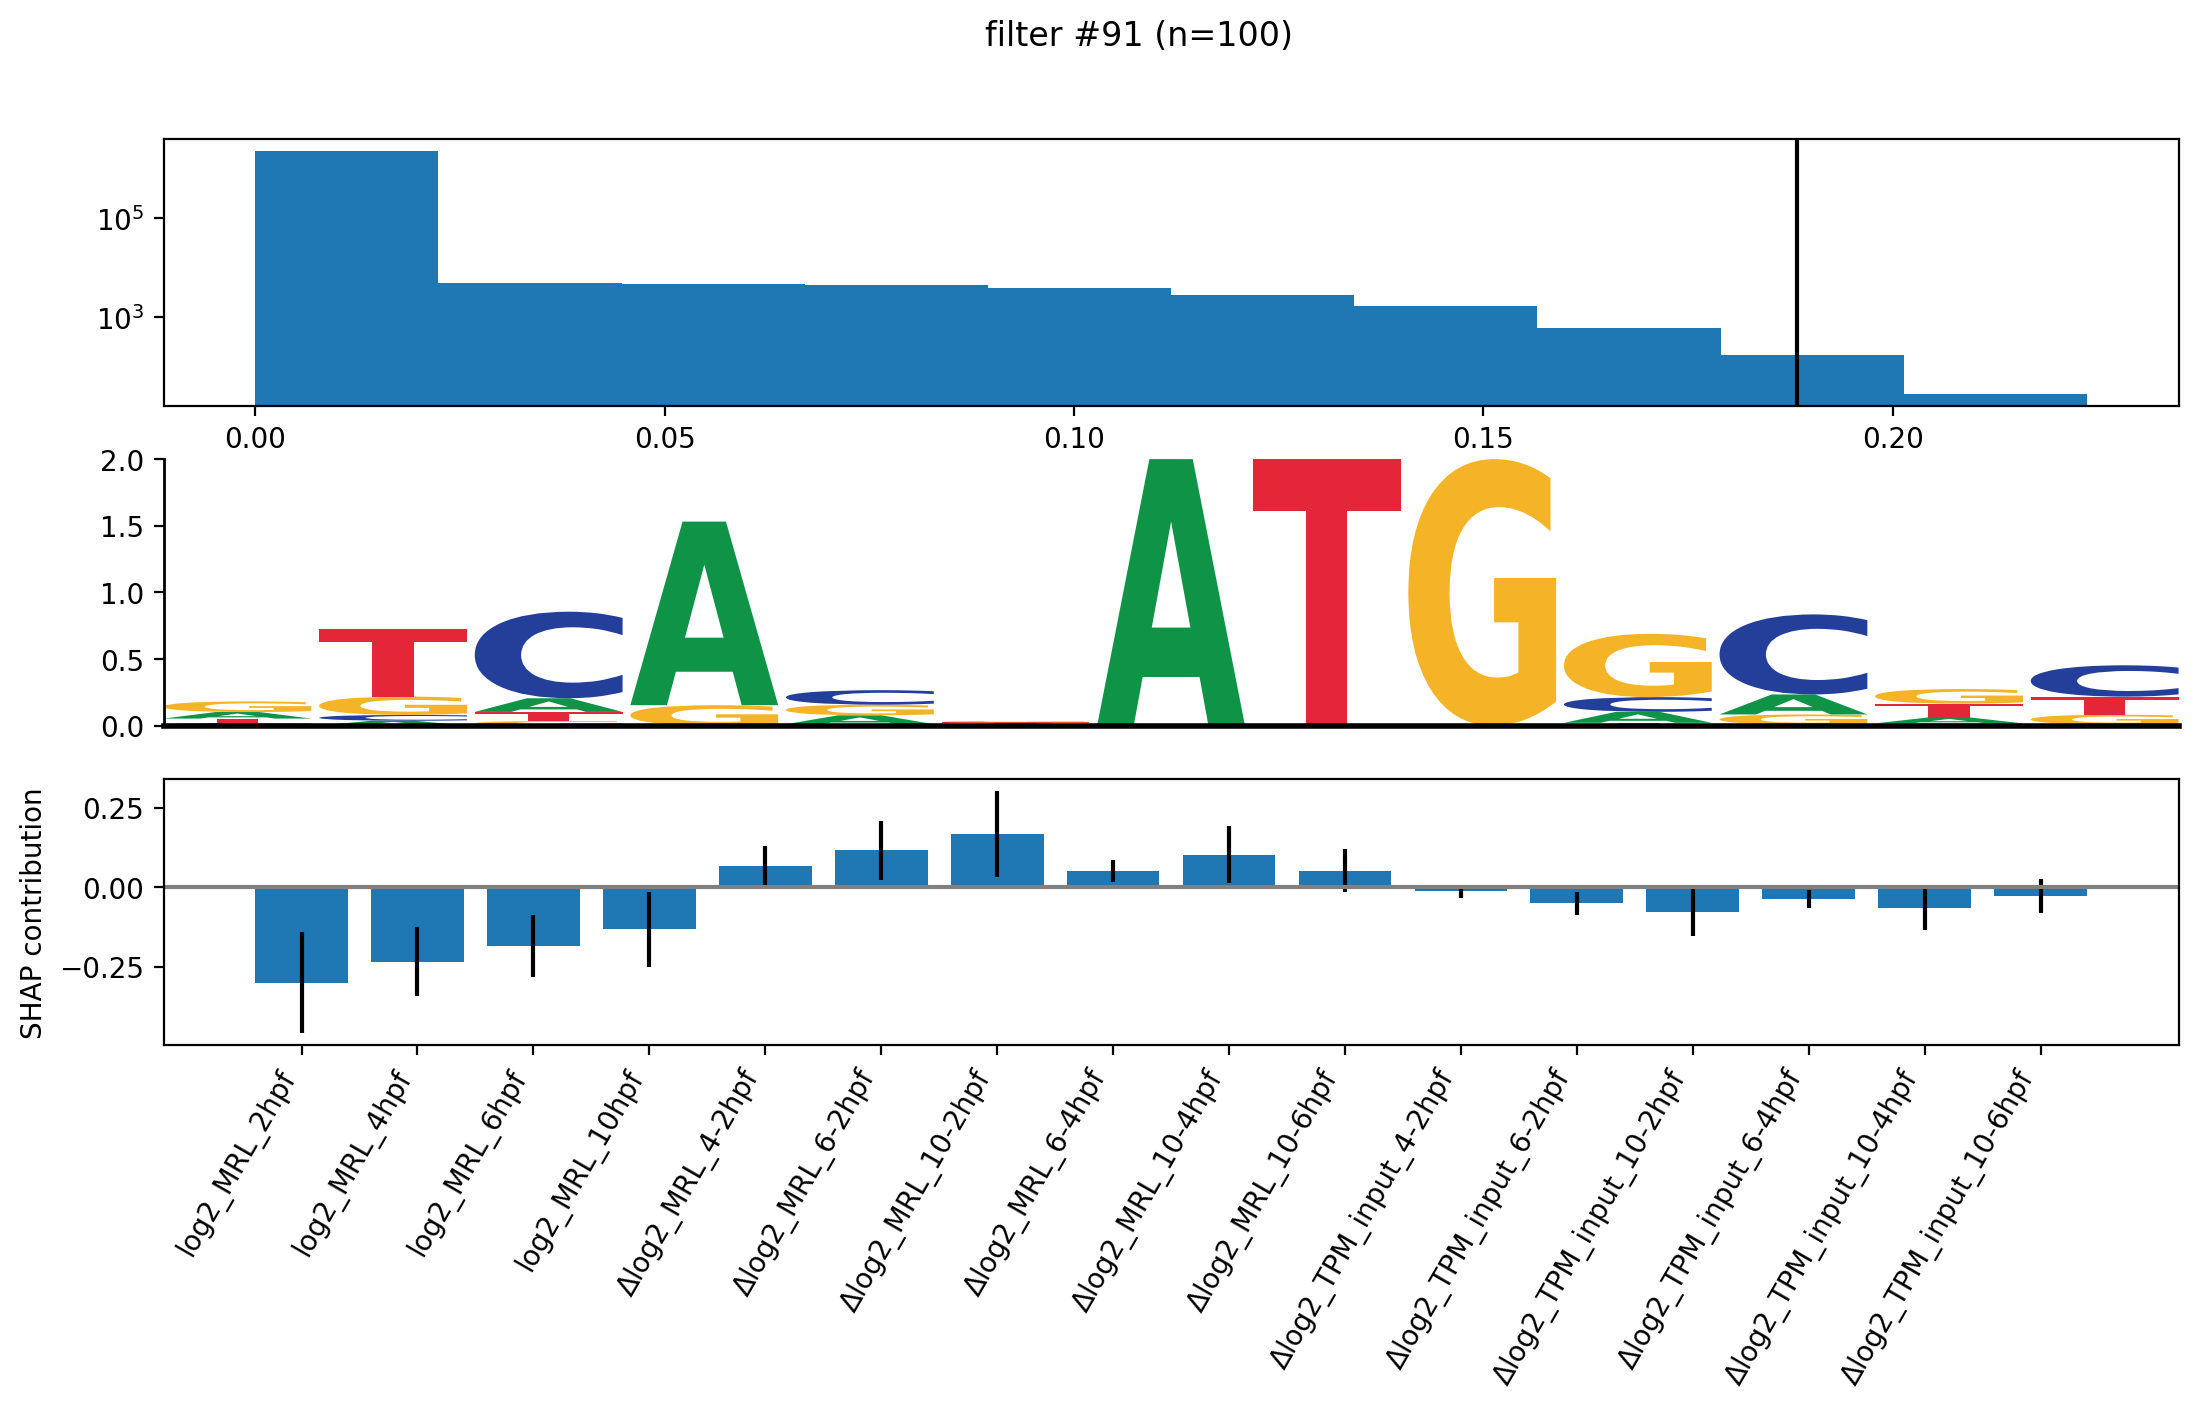 filter #91 (n=100)
10^5
10^3
0.00 0.05 0.10 0.15 0.20
2.0
1.5
1.0
0.5
0.0
T C A A T G G C C
SHAP contribution
0.25
0.00
−0.25
log2_MRL_2hpf
log2_MRL_4hpf
log2_MRL_6hpf
log2_MRL_10hpf
Δlog2_MRL_4-2hpf
Δlog2_MRL_6-2hpf
Δlog2_MRL_10-2hpf
Δlog2_MRL_6-4hpf
Δlog2_MRL_10-4hpf
Δlog2_MRL_10-6hpf
Δlog2_TPM_input_4-2hpf
Δlog2_TPM_input_6-2hpf
Δlog2_TPM_input_10-2hpf
Δlog2_TPM_input_6-4hpf
Δlog2_TPM_input_10-4hpf
Δlog2_TPM_input_10-6hpf